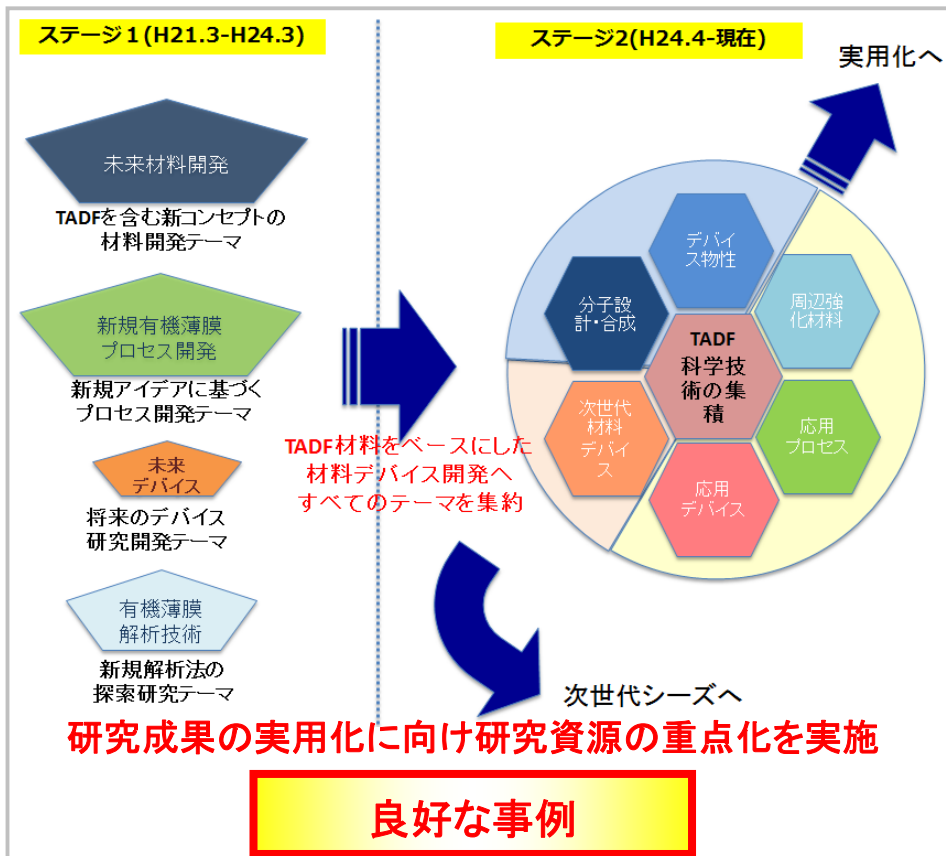 ステージ1(H21.3-H24.3)
未来材料開発
TADFを含む新コンセプトの
材料開発テーマ
新規有機薄膜
プロセス開発
新規アイデアに基づく
プロセス開発テーマ
未来
デバイス
将来のデバイス
研究開発テーマ
有機薄膜
解析技術
新規解析法の
探索研究テーマ
TADF材料をベースにした
材料デバイス開発へ
すべてのテーマを集約
ステージ2(H24.4-現在)
実用化へ
デバイ
ス物性
分子設
計・合成
周辺強
化材料
TADF
科学技
術の集
積
次世代
材料
デバイ
ス
応用
プロセス
応用
デバイス
次世代シーズへ
研究成果の実用化に向け研究資源の重点化を実施
良好な事例